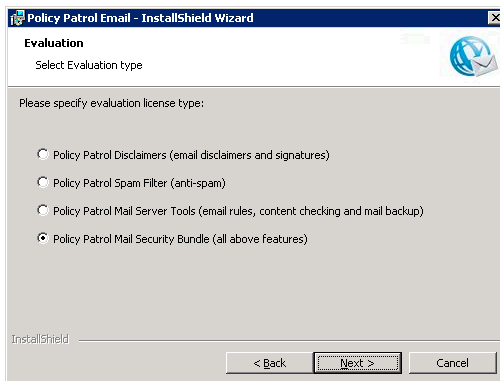 Policy Patrol Email - InstallShield Wizard
Evaluation
Select Evaluation type
Please specify evaluation license type:
Policy Patrol Disclaimers (email disclaimers and signatures)
Policy Patrol Spam Filter (anti-spam)
Policy Patrol Mail Server Tools (email rules, content checking and mail backup)
Policy Patrol Mail Security Bundle (all above features)
InstallShield
< Back
Next >
Cancel